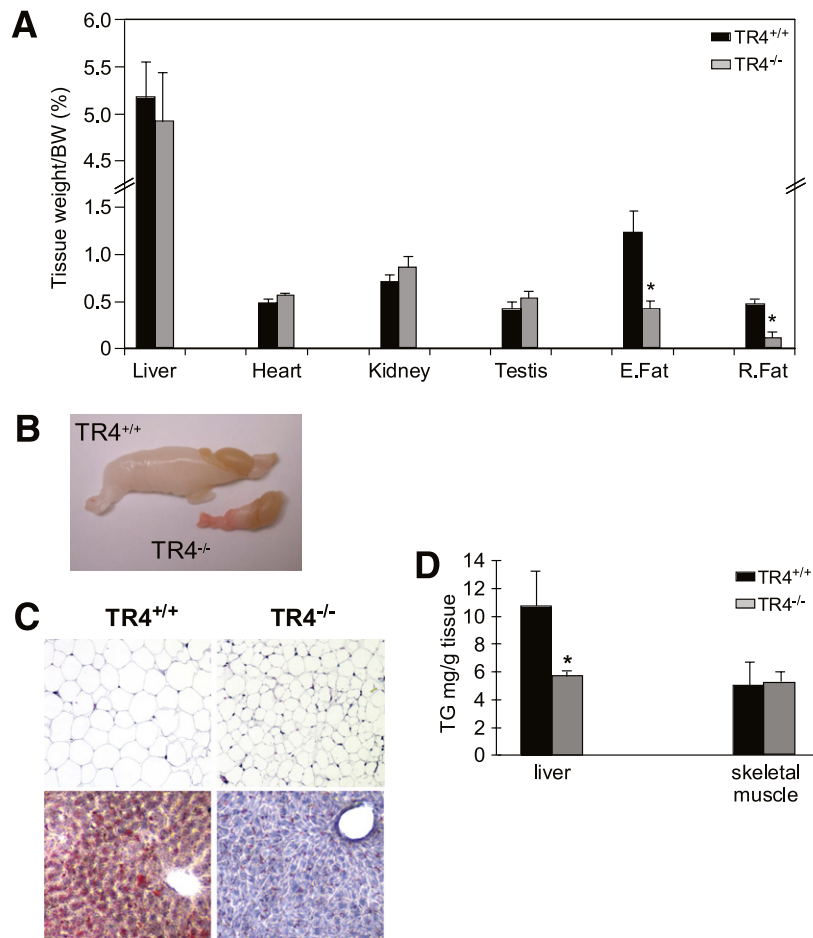 A
Tissue weight/BW (%)
6.0
5.5
5.0
4.5
1.5
1.0
0.5
0
TR4+/+
TR4-/-
*
*
Liver Heart Kidney Testis E.Fat R.Fat
B
TR4+/+
TR4-/-
C
TR4+/+ TR4-/-
D
TG mg/g tissue
14
12
10
8
6
4
2
0
TR4+/+
TR4-/-
*
liver skeletal
muscle